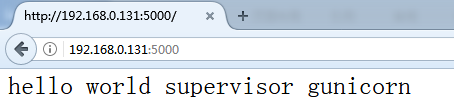 http://192.168.0.131:5000/
192.168.0.131:5000
hello world supervisor gunicorn